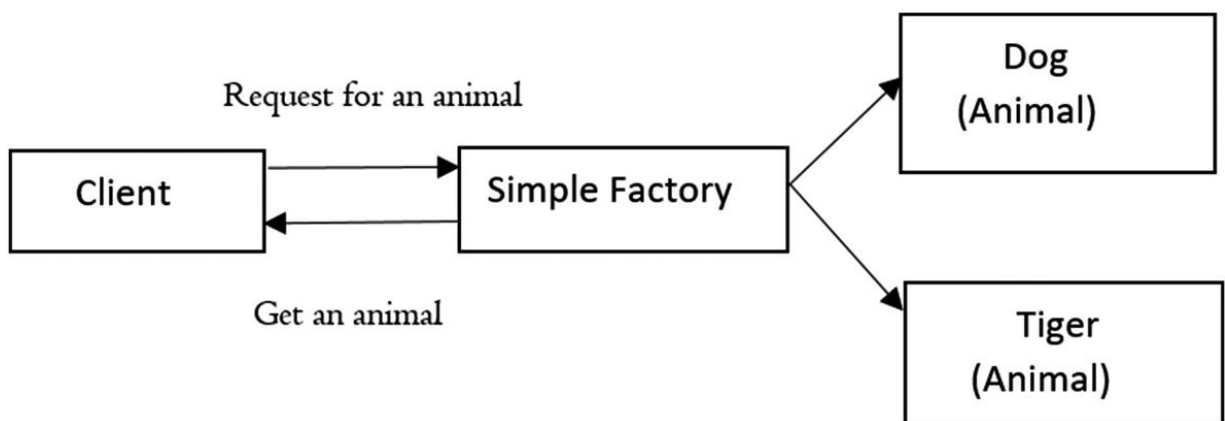 Request for an animal
Client
Get an animal
Simple Factory
Dog
(Animal)
Tiger
(Animal)